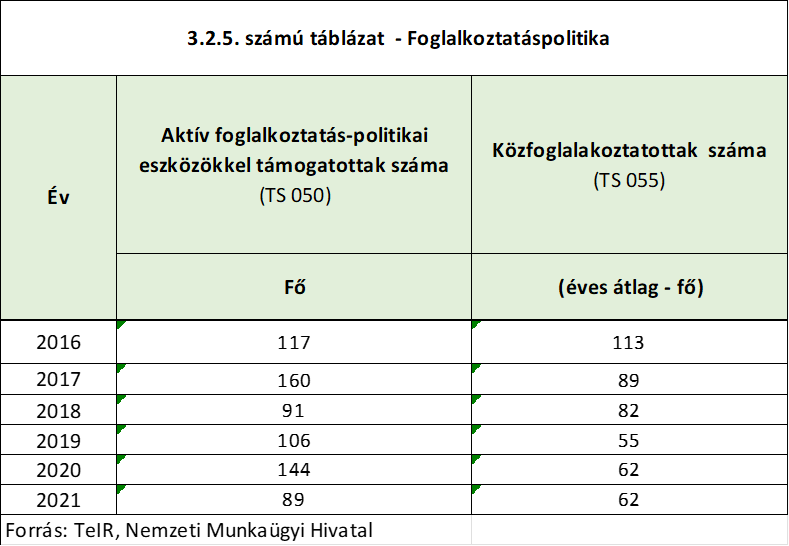 3.2.5. számú táblázat - Foglalkoztatáspolitika
Év
Aktív foglalkoztatás-politikai
eszközökkel támogatottak száma
(TS 050)
Közfoglalakoztatottak száma
(TS 055)
Fő
(éves átlag - fő)
2016 117 113
2017 160 89
2018 91 82
2019 106 55
2020 144 62
2021 89 62
Forrás: TeIR, Nemzeti Munkaügyi Hivatal